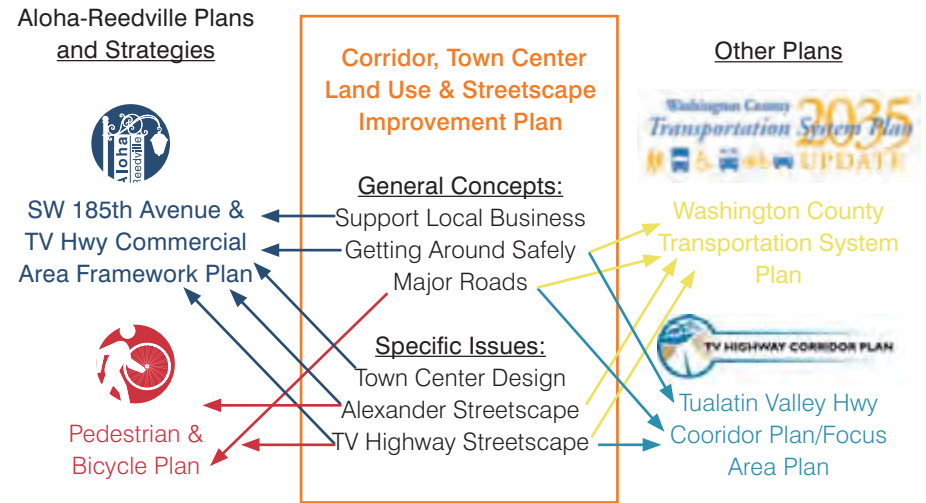 Aloha-Reedville Plans
and Strategies
Aloha
Reedville
SW 185th Avenue &
TV Hwy Commercial
Area Framework Plan
Pedestrian &
Bicycle Plan
Corridor, Town Center
Land Use & Streetscape
Improvement Plan
General Concepts:
Support Local Business
Getting Around Safely
Major Roads
Specific Issues:
Town Center Design
Alexander Streetscape
TV Highway Streetscape
Other Plans
Washington County 2035
Transportation System Plan
UPDATE
Washington County
Transportation System
Plan
TV HIGHWAY CORRIDOR PLAN
Tualatin Valley Hwy
Cooridor Plan/Focus
Area Plan